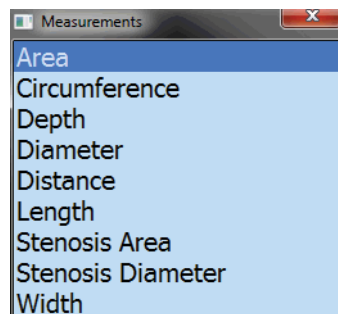 Measurements
Area
Circumference
Depth
Diameter
Distance
Length
Stenosis Area
Stenosis Diameter
Width